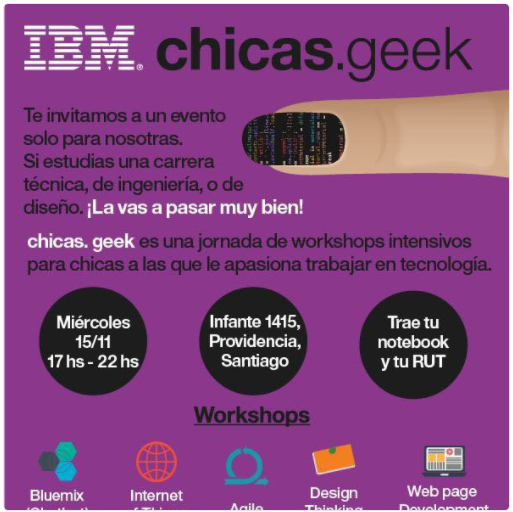 IBM. chicas.geek
Te invitamos a un evento
solo para nosotras.
Si estudias una carrera
técnica, de ingeniería, o de
diseño. ¡La vas a pasar muy bien!
chicas. geek es una jornada de workshops intensivos
para chicas a las que le apasiona trabajar en tecnología.
Miércoles
15/11
17 hs - 22 hs
Infante 1415,
Providencia,
Santiago
Trae tu
notebook
y tu RUT
Workshops
Bluemix
(Chatbot)
Internet
of Things
Agile
Design
Thinking
Web page
Development